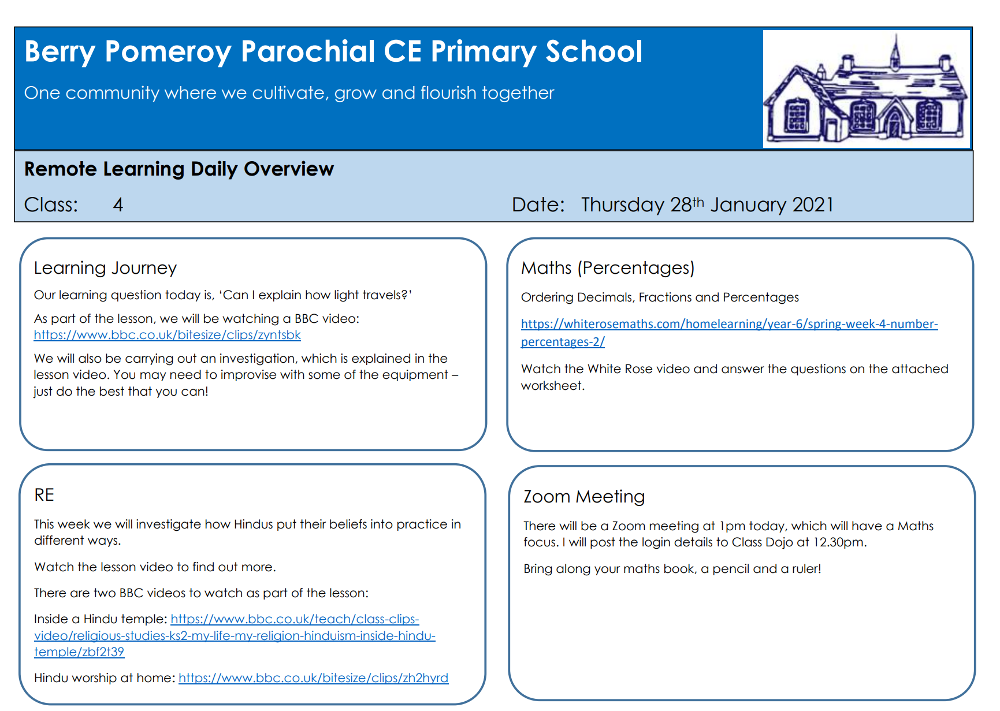 Berry Pomeroy Parochial CE Primary School
One community where we cultivate, grow and flourish together
Remote Learning Daily Overview
Class: 4 Date: Thursday 28th January 2021
Learning Journey
Our learning question today is, ‘Can I explain how light travels?’
As part of the lesson, we will be watching a BBC video:
https://www.bbc.co.uk/bitesize/clips/zyntsbk
We will also be carrying out an investigation, which is explained in the
lesson video. You may need to improvise with some of the equipment –
just do the best that you can!
Maths (Percentages)
Ordering Decimals, Fractions and Percentages
https://whiterosemaths.com/homelearning/year-6/spring-week-4-number-
percentages-2/
Watch the White Rose video and answer the questions on the attached
worksheet.
RE
This week we will investigate how Hindus put their beliefs into practice in
different ways.
Watch the lesson video to find out more.
There are two BBC videos to watch as part of the lesson:
Inside a Hindu temple: https://www.bbc.co.uk/teach/class-clips-
video/religious-studies-ks2-my-life-my-religion-hinduism-inside-hindu-
temple/zbf2t39
Hindu worship at home: https://www.bbc.co.uk/bitesize/clips/zh2hyrd
Zoom Meeting
There will be a Zoom meeting at 1pm today, which will have a Maths
focus. I will post the login details to Class Dojo at 12.30pm.
Bring along your maths book, a pencil and a ruler!